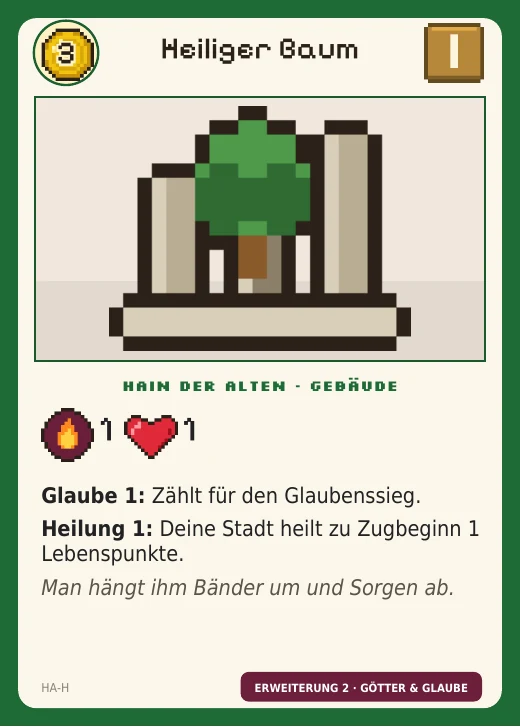 3
Heiliger Baum
I
HAIN DER ALTEN · GEBÄUDE
1 1
Glaube 1: Zählt für den Glaubenssieg.
Heilung 1: Deine Stadt heilt zu Zugbeginn 1
Lebenspunkte.
Man hängt ihm Bänder um und Sorgen ab.
HA-H
ERWEITERUNG 2 · GÖTTER & GLAUBE